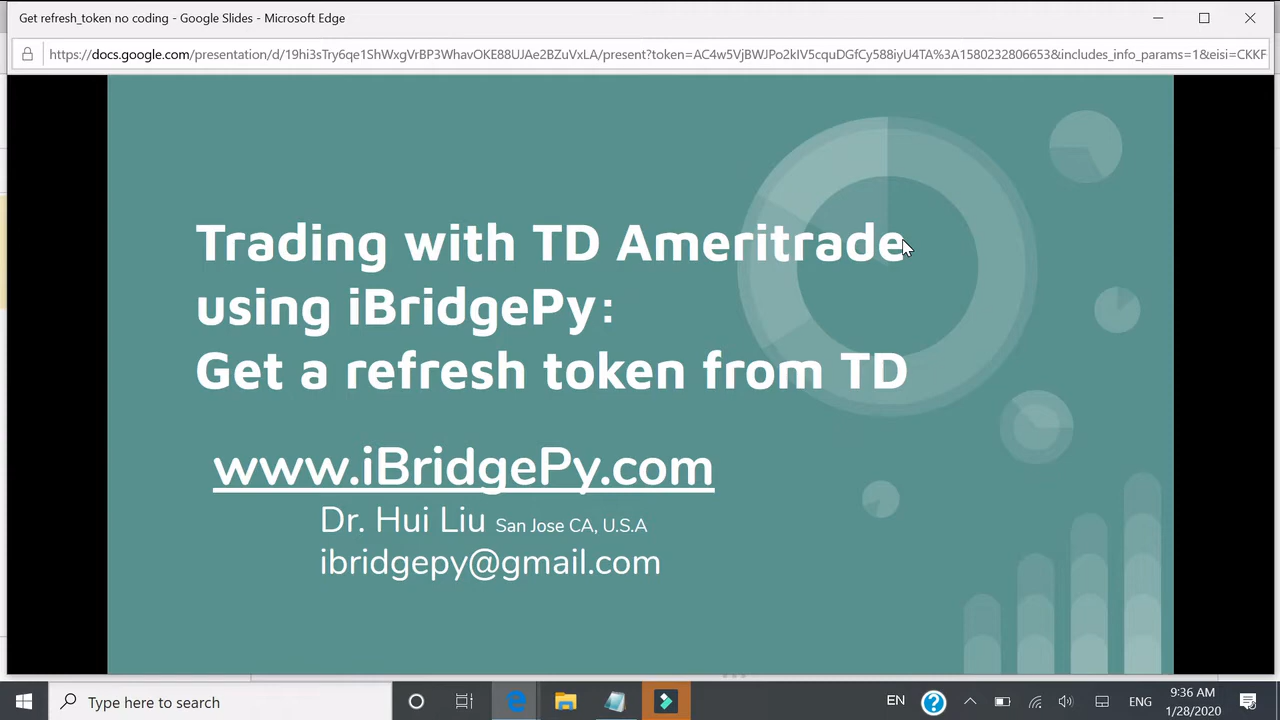 Get refresh_token no coding - Google Slides - Microsoft Edge
https://docs.google.com/presentation/d/19hi3sTry6qe1ShWxgVrBP3WhavOKE88UJAe2BZuVxLA/present?token=AC4w5VjBWJPo2kIV5cquDGfCy588iyU4TA%3A1580232806653&includes_info_params=1&eisi=CKKF
Trading with TD Ameritrade
using iBridgePy:
Get a refresh token from TD
www.iBridgePy.com
Dr. Hui Liu San Jose CA, U.S.A
ibridgepy@gmail.com
Type here to search
EN
ENG
9:36 AM
1/28/2020